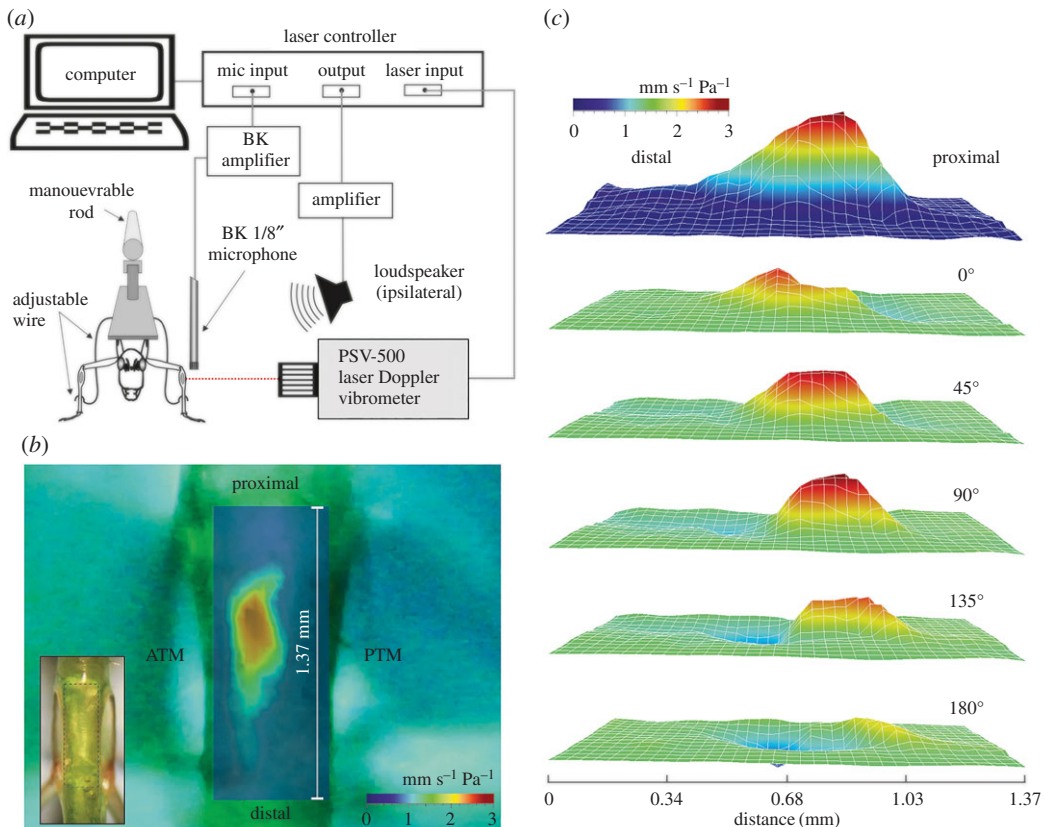 (a)
computer
laser controller
mic input
output
laser input
BK
amplifier
amplifier
manouevrable
rod
BK 1/8″
microphone
adjustable
wire
loudspeaker
(ipsilateral)
PSV-500
laser Doppler
vibrometer
(b)
proximal
ATM
1.37 mm
PTM
distal
mm s⁻¹ Pa⁻¹
0 1 2 3
(c)
mm s⁻¹ Pa⁻¹
0 1 2 3
distal
proximal
0°
45°
90°
135°
180°
0 0.34 0.68 1.03 1.37
distance (mm)